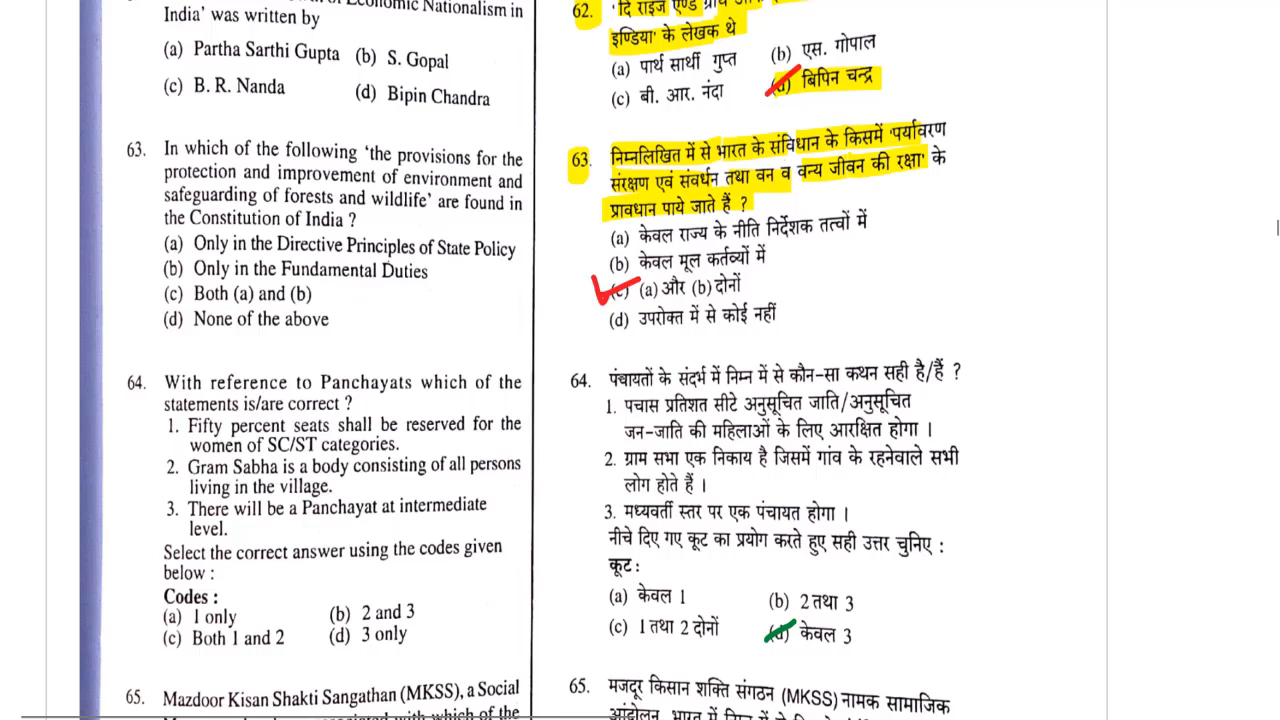 Economic Nationalism in
India' was written by
(a) Partha Sarthi Gupta (b) S. Gopal
(c) B. R. Nanda (d) Bipin Chandra
63. In which of the following 'the provisions for the
protection and improvement of environment and
safeguarding of forests and wildlife' are found in
the Constitution of India ?
(a) Only in the Directive Principles of State Policy
(b) Only in the Fundamental Duties
(c) Both (a) and (b)
(d) None of the above
64. With reference to Panchayats which of the
statements is/are correct ?
1. Fifty percent seats shall be reserved for the
women of SC/ST categories.
2. Gram Sabha is a body consisting of all persons
living in the village.
3. There will be a Panchayat at intermediate
level.
Select the correct answer using the codes given
below :
Codes :
(a) 1 only (b) 2 and 3
(c) Both 1 and 2 (d) 3 only
65. Mazdoor Kisan Shakti Sangathan (MKSS), a Social
with which of the
62. 'दि राइज एण्ड
इण्डिया' के लेखक थे
(a) पार्थ सार्थी गुप्त (b) एस. गोपाल
(c) बी. आर. नंदा (d) बिपिन चन्द्र
63. निम्नलिखित में से भारत के संविधान के किसमें 'पर्यावरण
संरक्षण एवं संवर्धन तथा वन व वन्य जीवन की रक्षा' के
प्रावधान पाये जाते हैं ?
(a) केवल राज्य के नीति निर्देशक तत्वों में
(b) केवल मूल कर्तव्यों में
(c) (a) और (b) दोनों
(d) उपरोक्त में से कोई नहीं
64. पंचायतों के संदर्भ में निम्न में से कौन-सा कथन सही है/हैं ?
1. पचास प्रतिशत सीटे अनुसूचित जाति/अनुसूचित
जन-जाति की महिलाओं के लिए आरक्षित होगा ।
2. ग्राम सभा एक निकाय है जिसमें गांव के रहनेवाले सभी
लोग होते हैं ।
3. मध्यवर्ती स्तर पर एक पंचायत होगा ।
नीचे दिए गए कूट का प्रयोग करते हुए सही उत्तर चुनिए :
कूट :
(a) केवल 1 (b) 2 तथा 3
(c) 1 तथा 2 दोनों (d) केवल 3
65. मजदूर किसान शक्ति संगठन (MKSS) नामक सामाजिक
आंदोलन, भारत में